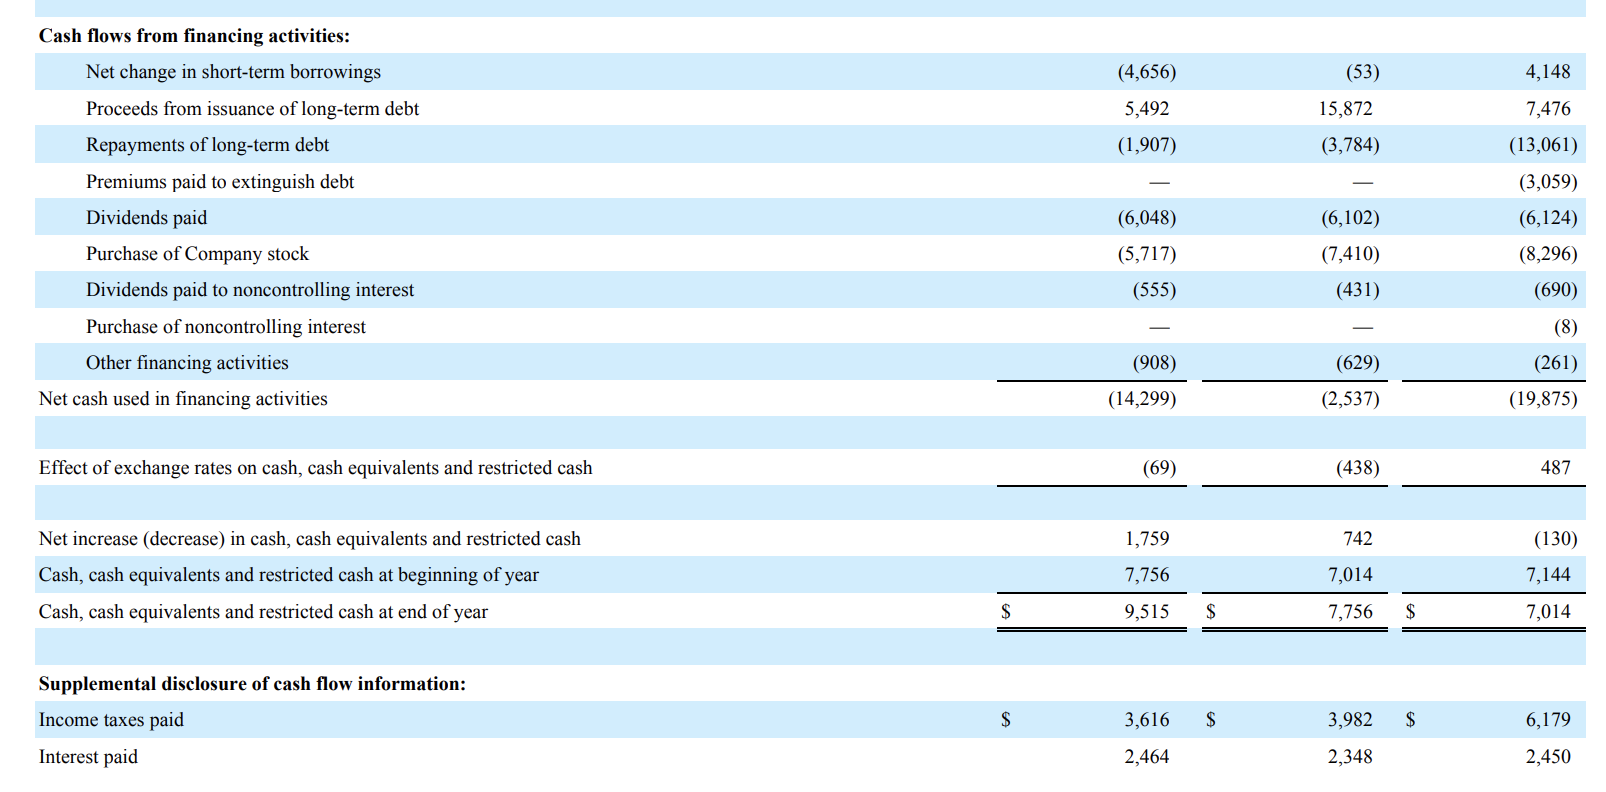 Cash flows from financing activities:
Net change in short-term borrowings (4,656) (53) 4,148
Proceeds from issuance of long-term debt 5,492 15,872 7,476
Repayments of long-term debt (1,907) (3,784) (13,061)
Premiums paid to extinguish debt — — (3,059)
Dividends paid (6,048) (6,102) (6,124)
Purchase of Company stock (5,717) (7,410) (8,296)
Dividends paid to noncontrolling interest (555) (431) (690)
Purchase of noncontrolling interest — — (8)
Other financing activities (908) (629) (261)
Net cash used in financing activities (14,299) (2,537) (19,875)
Effect of exchange rates on cash, cash equivalents and restricted cash (69) (438) 487
Net increase (decrease) in cash, cash equivalents and restricted cash 1,759 742 (130)
Cash, cash equivalents and restricted cash at beginning of year 7,756 7,014 7,144
Cash, cash equivalents and restricted cash at end of year $ 9,515 $ 7,756 $ 7,014
Supplemental disclosure of cash flow information:
Income taxes paid $ 3,616 $ 3,982 $ 6,179
Interest paid 2,464 2,348 2,450